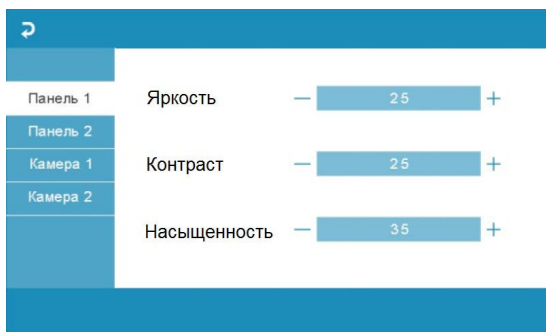 Панель 1
Панель 2
Камера 1
Камера 2
Яркость — 25 +
Контраст — 25 +
Насыщенность — 35 +